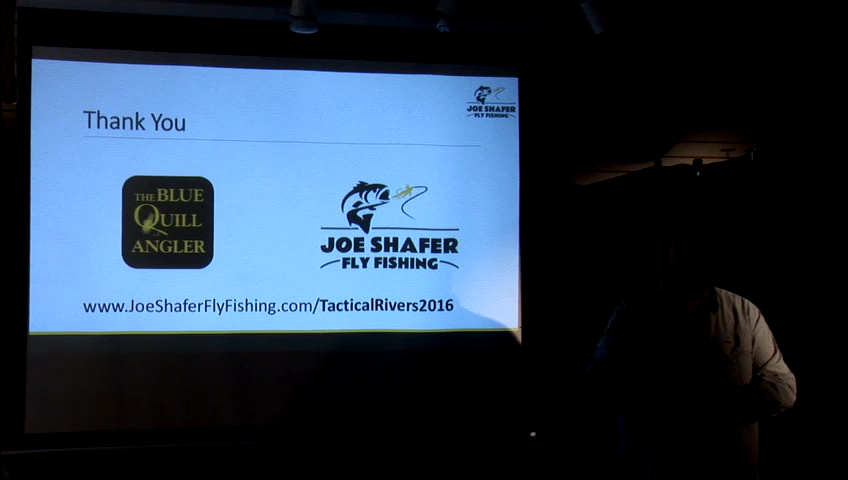 JOE SHAFER
FLY FISHING
Thank You
THE BLUE
QUILL
ANGLER
JOE SHAFER
FLY FISHING
www.JoeShaferFlyFishing.com/TacticalRivers2016